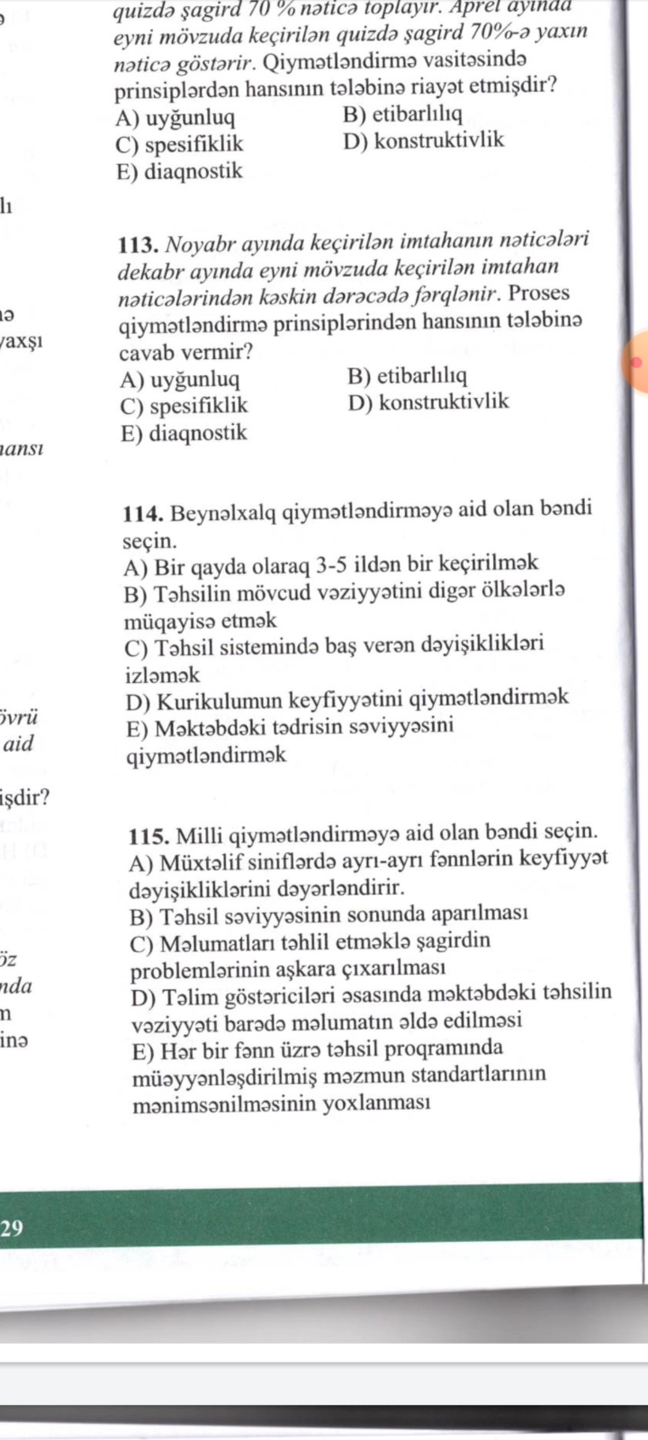 quizdə şagird 70 % nəticə toplayır. Aprel ayında
eyni mövzuda keçirilən quizdə şagird 70%-ə yaxın
nəticə göstərir. Qiymətləndirmə vasitəsində
prinsiplərdən hansının tələbinə riayət etmişdir?
A) uyğunluq B) etibarlılıq
C) spesifiklik D) konstruktivlik
E) diaqnostik
113. Noyabr ayında keçirilən imtahanın nəticələri
dekabr ayında eyni mövzuda keçirilən imtahan
nəticələrindən kəskin dərəcədə fərqlənir. Proses
qiymətləndirmə prinsiplərindən hansının tələbinə
cavab vermir?
A) uyğunluq B) etibarlılıq
C) spesifiklik D) konstruktivlik
E) diaqnostik
114. Beynəlxalq qiymətləndirməyə aid olan bəndi
seçin.
A) Bir qayda olaraq 3-5 ildən bir keçirilmək
B) Təhsilin mövcud vəziyyətini digər ölkələrlə
müqayisə etmək
C) Təhsil sistemində baş verən dəyişiklikləri
izləmək
D) Kurikulumun keyfiyyətini qiymətləndirmək
E) Məktəbdəki tədrisin səviyyəsini
qiymətləndirmək
115. Milli qiymətləndirməyə aid olan bəndi seçin.
A) Müxtəlif siniflərdə ayrı-ayrı fənnlərin keyfiyyət
dəyişikliklərini dəyərləndirir.
B) Təhsil səviyyəsinin sonunda aparılması
C) Məlumatları təhlil etməklə şagirdin
problemlərinin aşkara çıxarılması
D) Təlim göstəriciləri əsasında məktəbdəki təhsilin
vəziyyəti barədə məlumatın əldə edilməsi
E) Hər bir fənn üzrə təhsil proqramında
müəyyənləşdirilmiş məzmun standartlarının
mənimsənilməsinin yoxlanması
lı
aid
29